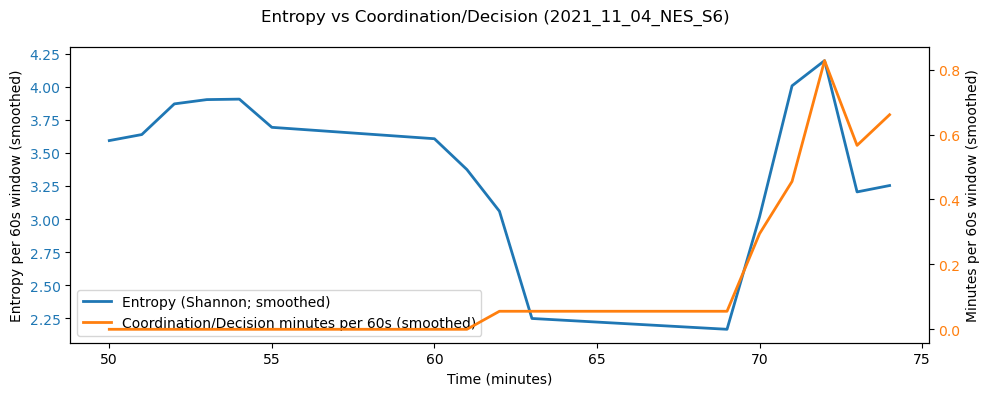 Entropy vs Coordination/Decision (2021_11_04_NES_S6)
Entropy per 60s window (smoothed)
4.25
4.00
3.75
3.50
3.25
3.00
2.75
2.50
2.25
0.8
0.6
0.4
0.2
0.0
Minutes per 60s window (smoothed)
Entropy (Shannon; smoothed)
Coordination/Decision minutes per 60s (smoothed)
50 55 60 65 70 75
Time (minutes)